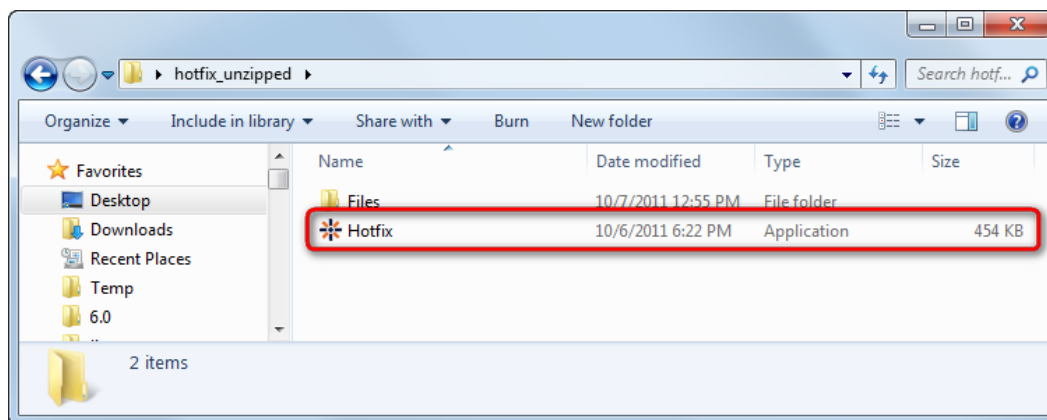 hotfix_unzipped
Search hotf...
Organize Include in library Share with Burn New folder
Name Date modified Type Size
Favorites
Desktop
Downloads
Recent Places
Temp
6.0
Files 10/7/2011 12:55 PM File folder
Hotfix 10/6/2011 6:22 PM Application 454 KB
2 items